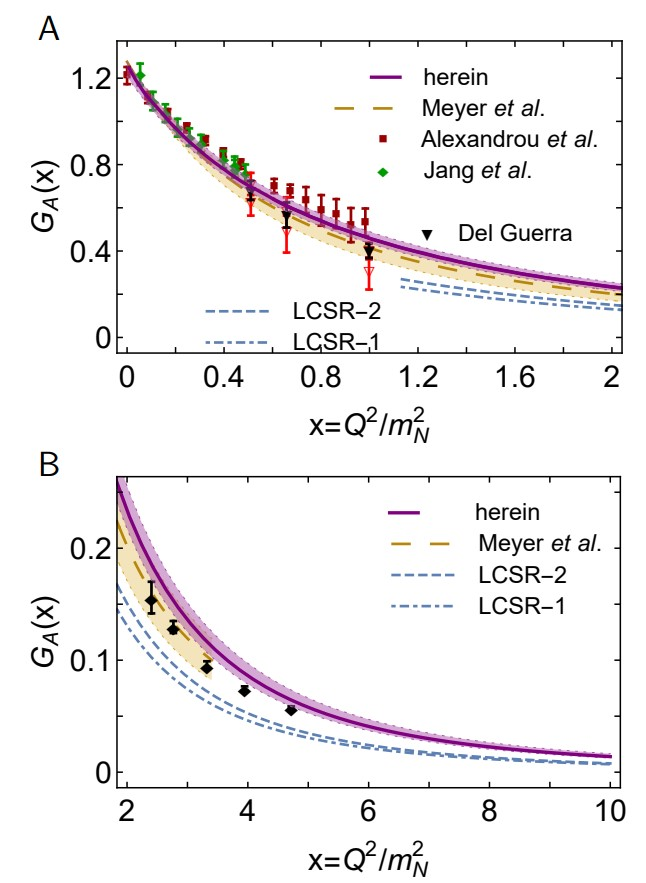 A
1.2
0.8
0.4
0
G_A(x)
herein
Meyer et al.
Alexandrou et al.
Jang et al.
Del Guerra
LCSR–2
LCSR–1
0 0.4 0.8 1.2 1.6 2
x=Q²/m²_N
B
0.2
0.1
0
G_A(x)
herein
Meyer et al.
LCSR–2
LCSR–1
2 4 6 8 10
x=Q²/m²_N